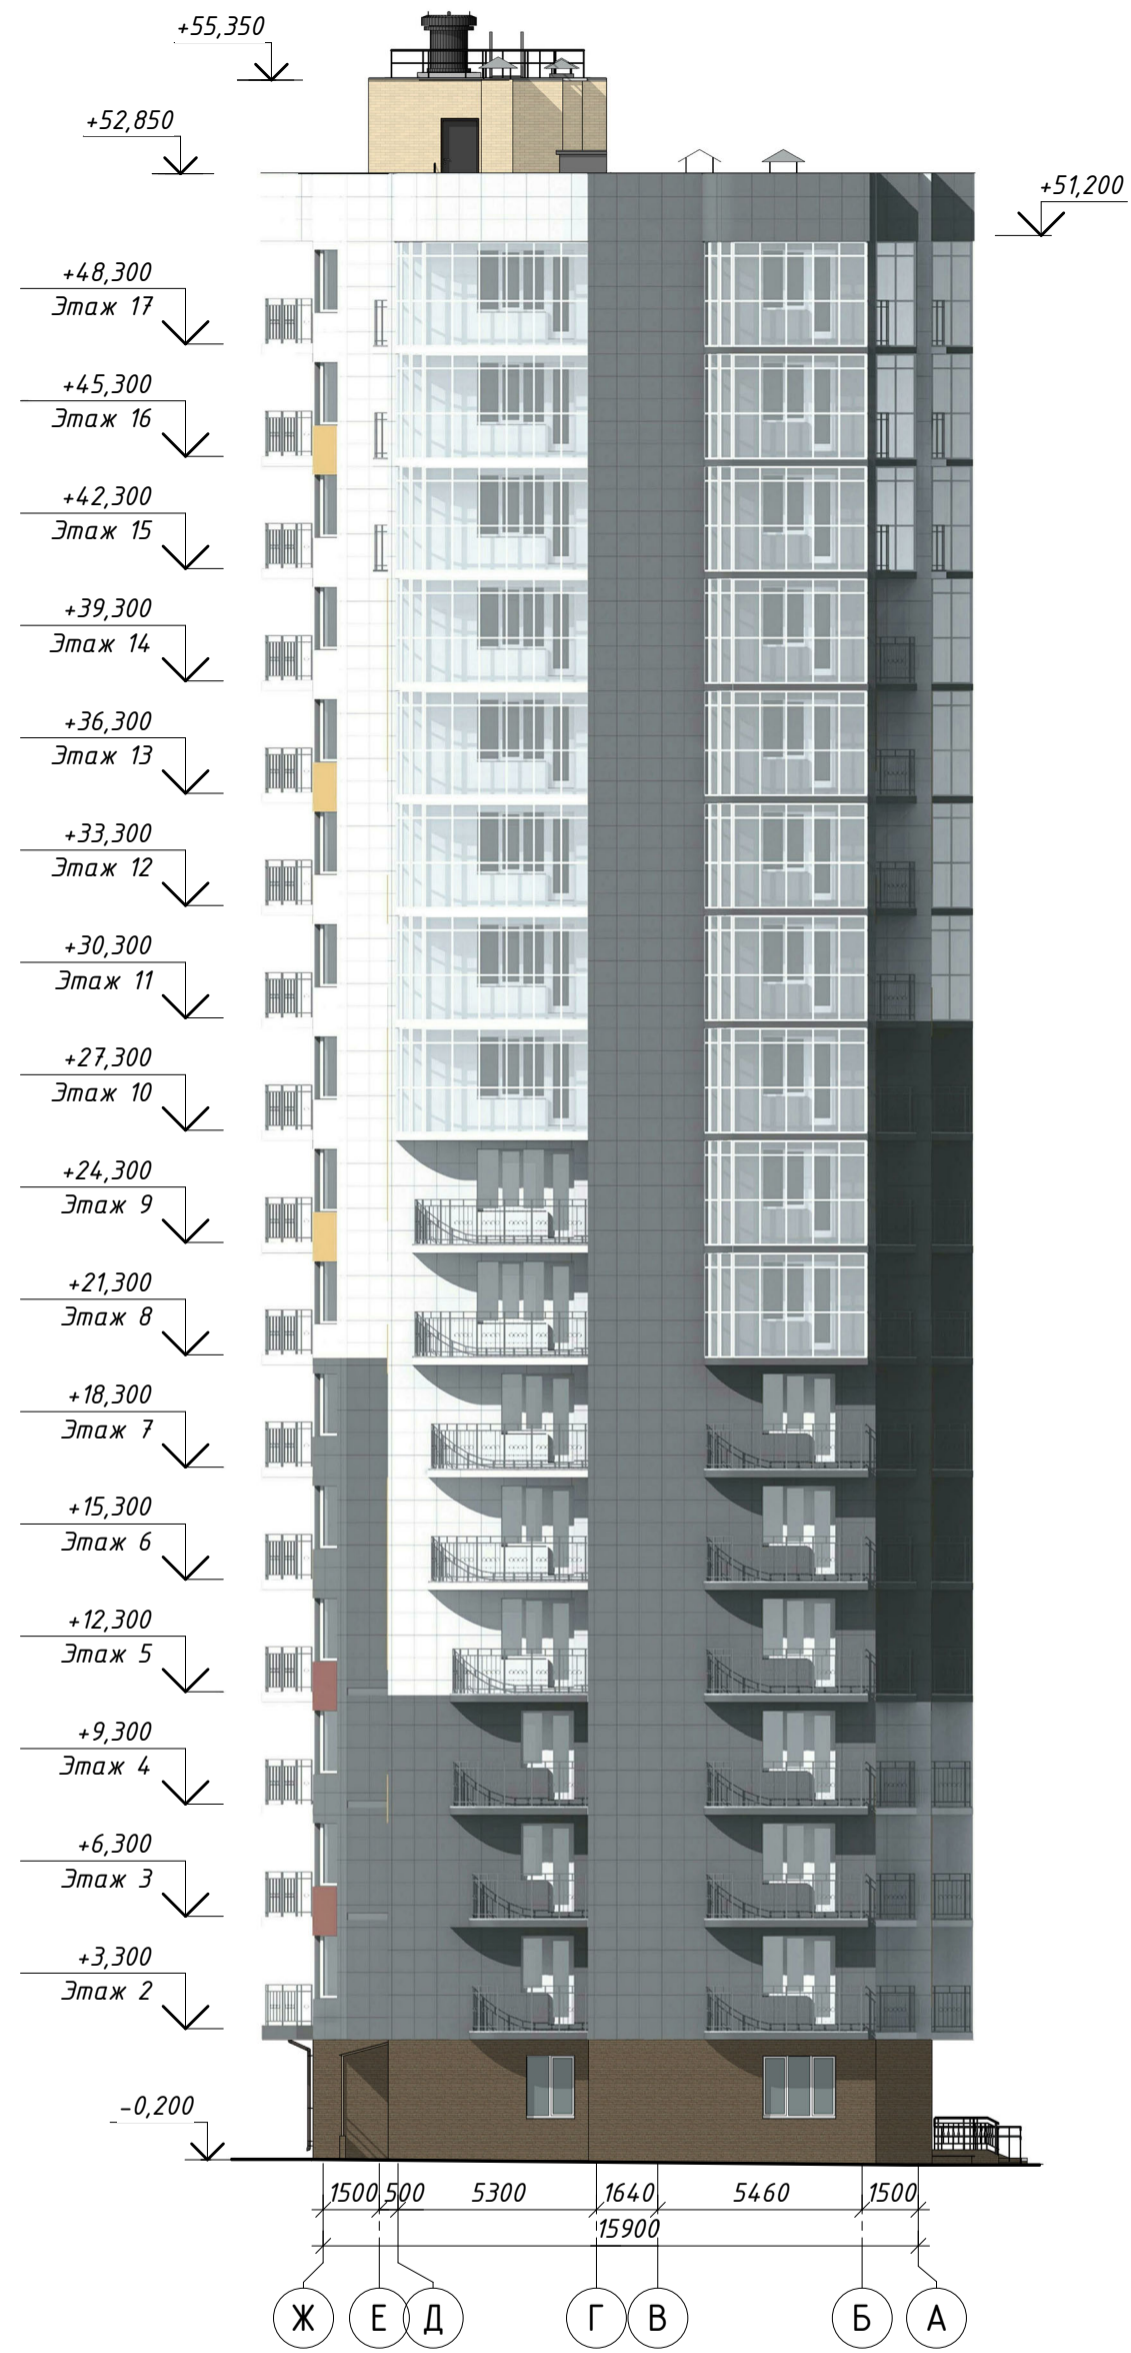 +55,350
+52,850
+51,200
+48,300
Этаж 17
+45,300
Этаж 16
+42,300
Этаж 15
+39,300
Этаж 14
+36,300
Этаж 13
+33,300
Этаж 12
+30,300
Этаж 11
+27,300
Этаж 10
+24,300
Этаж 9
+21,300
Этаж 8
+18,300
Этаж 7
+15,300
Этаж 6
+12,300
Этаж 5
+9,300
Этаж 4
+6,300
Этаж 3
+3,300
Этаж 2
-0,200
1500 500 5300 1640 5460 1500
15900
Ж Е Д Г В Б А